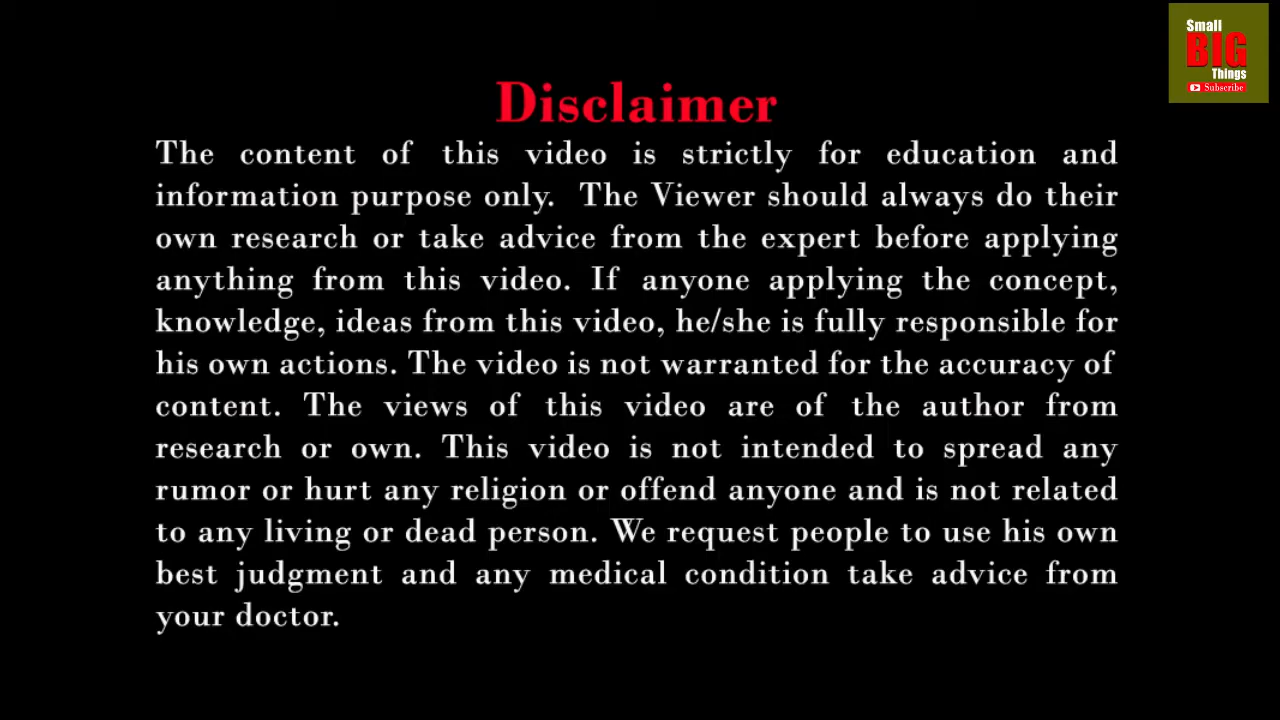 Small
BIG
Things
Subscribe
Disclaimer
The content of this video is strictly for education and
information purpose only. The Viewer should always do their
own research or take advice from the expert before applying
anything from this video. If anyone applying the concept,
knowledge, ideas from this video, he/she is fully responsible for
his own actions. The video is not warranted for the accuracy of
content. The views of this video are of the author from
research or own. This video is not intended to spread any
rumor or hurt any religion or offend anyone and is not related
to any living or dead person. We request people to use his own
best judgment and any medical condition take advice from
your doctor.